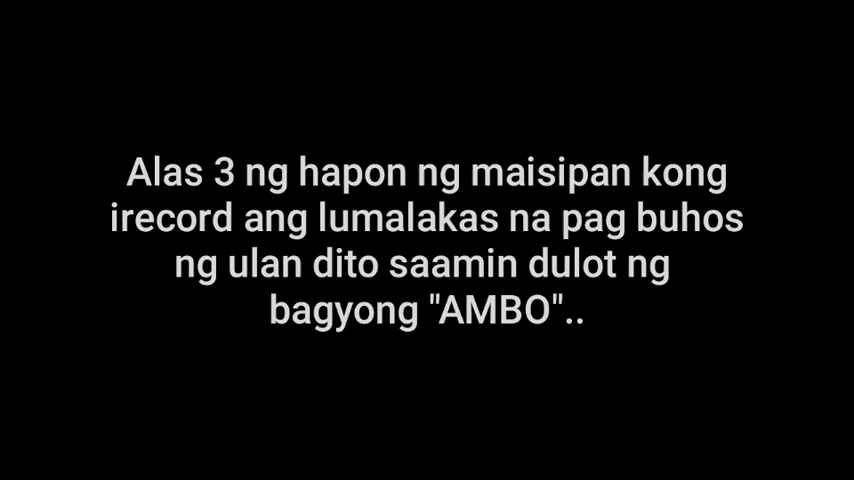 Alas 3 ng hapon ng maisipan kong
irecord ang lumalakas na pag buhos
ng ulan dito saamin dulot ng
bagyong "AMBO"..